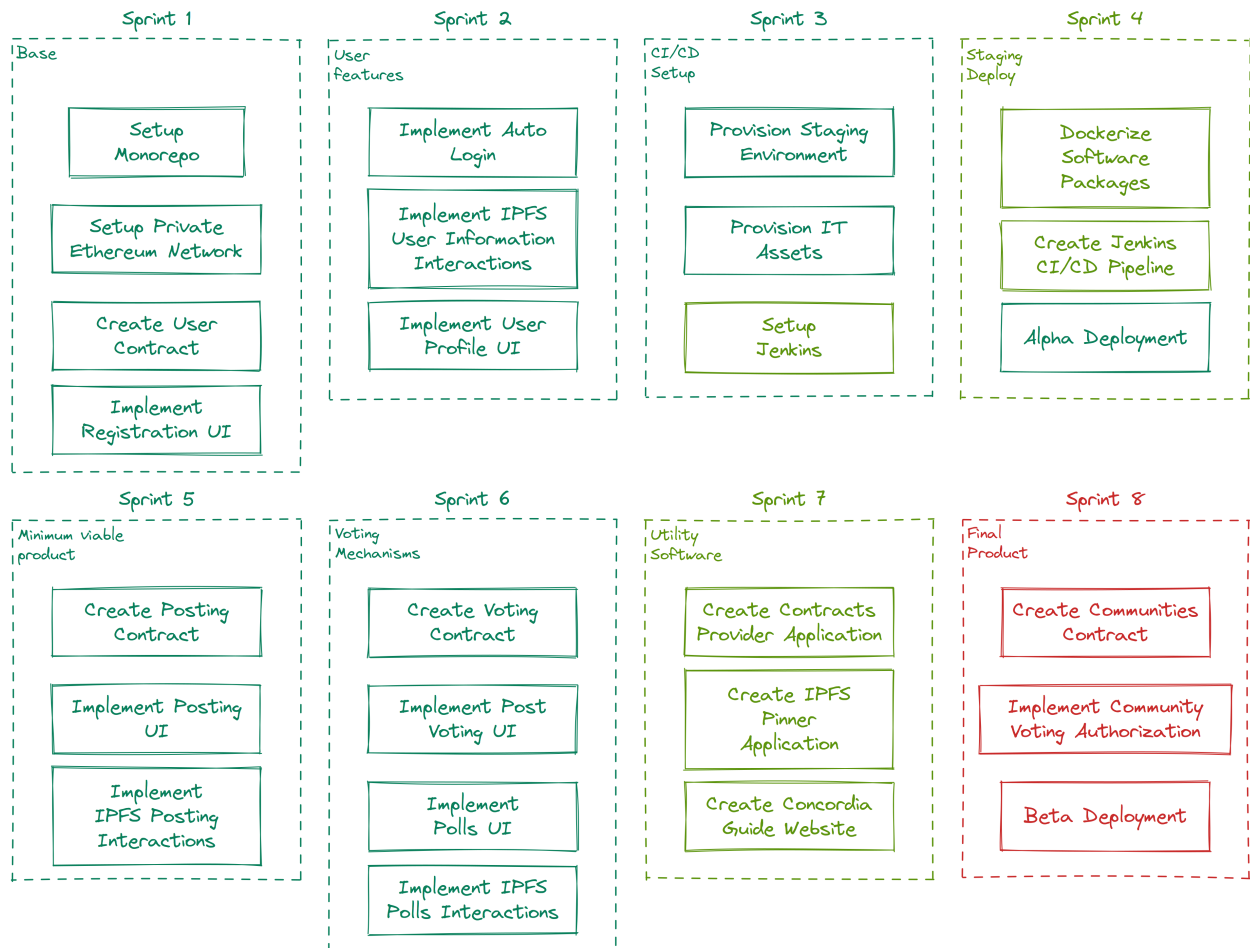 Sprint 1
Base
Setup
Monorepo
Setup Private
Ethereum Network
Create User
Contract
Implement
Registration UI
Sprint 2
User
features
Implement Auto
Login
Implement IPFS
User Information
Interactions
Implement User
Profile UI
Sprint 3
CI/CD
Setup
Provision Staging
Environment
Provision IT
Assets
Setup
Jenkins
Sprint 4
Staging
Deploy
Dockerize
Software
Packages
Create Jenkins
CI/CD Pipeline
Alpha Deployment
Sprint 5
Minimum viable
product
Create Posting
Contract
Implement Posting
UI
Implement
IPFS Posting
Interactions
Sprint 6
Voting
Mechanisms
Create Voting
Contract
Implement Post
Voting UI
Implement
Polls UI
Implement IPFS
Polls Interactions
Sprint 7
Utility
Software
Create Contracts
Provider Application
Create IPFS
Pinner
Application
Create Concordia
Guide Website
Sprint 8
Final
Product
Create Communities
Contract
Implement Community
Voting Authorization
Beta Deployment